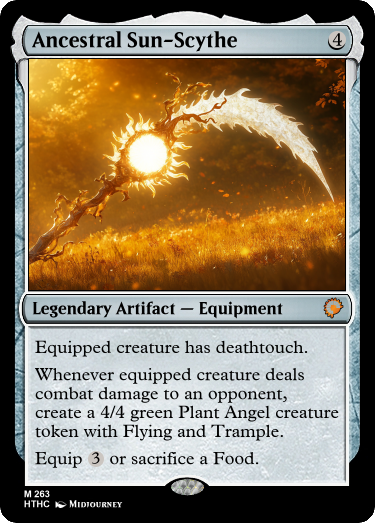 Ancestral Sun-Scythe 4
Legendary Artifact — Equipment
Equipped creature has deathtouch.
Whenever equipped creature deals
combat damage to an opponent,
create a 4/4 green Plant Angel creature
token with Flying and Trample.
Equip 3 or sacrifice a Food.
M 263
HTHC Midjourney